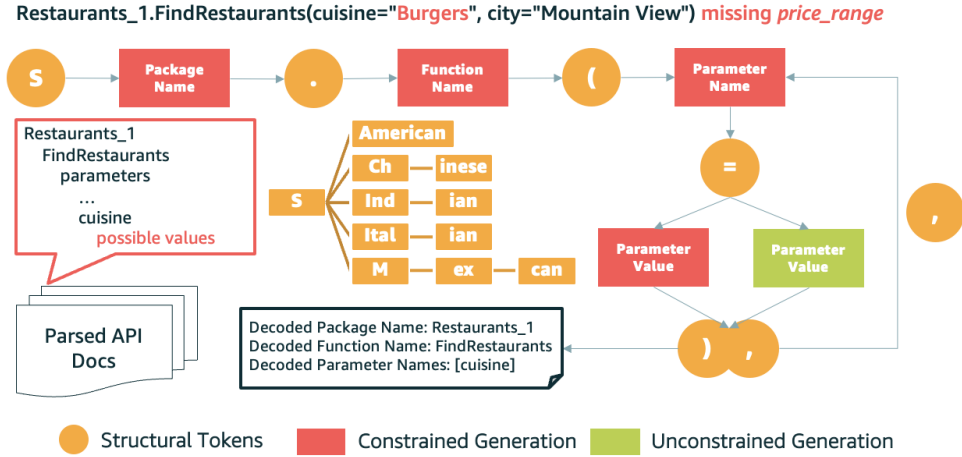 Restaurants_1.FindRestaurants(cuisine="Burgers", city="Mountain View") missing price_range
S
Package
Name
.
Function
Name
(
Parameter
Name
Restaurants_1
FindRestaurants
parameters
...
cuisine
possible values
S
American
Ch
inese
Ind
ian
Ital
ian
M
ex
can
=
,
Parameter
Value
Parameter
Value
Parsed API
Docs
Decoded Package Name: Restaurants_1
Decoded Function Name: FindRestaurants
Decoded Parameter Names: [cuisine]
) ,
Structural Tokens
Constrained Generation
Unconstrained Generation